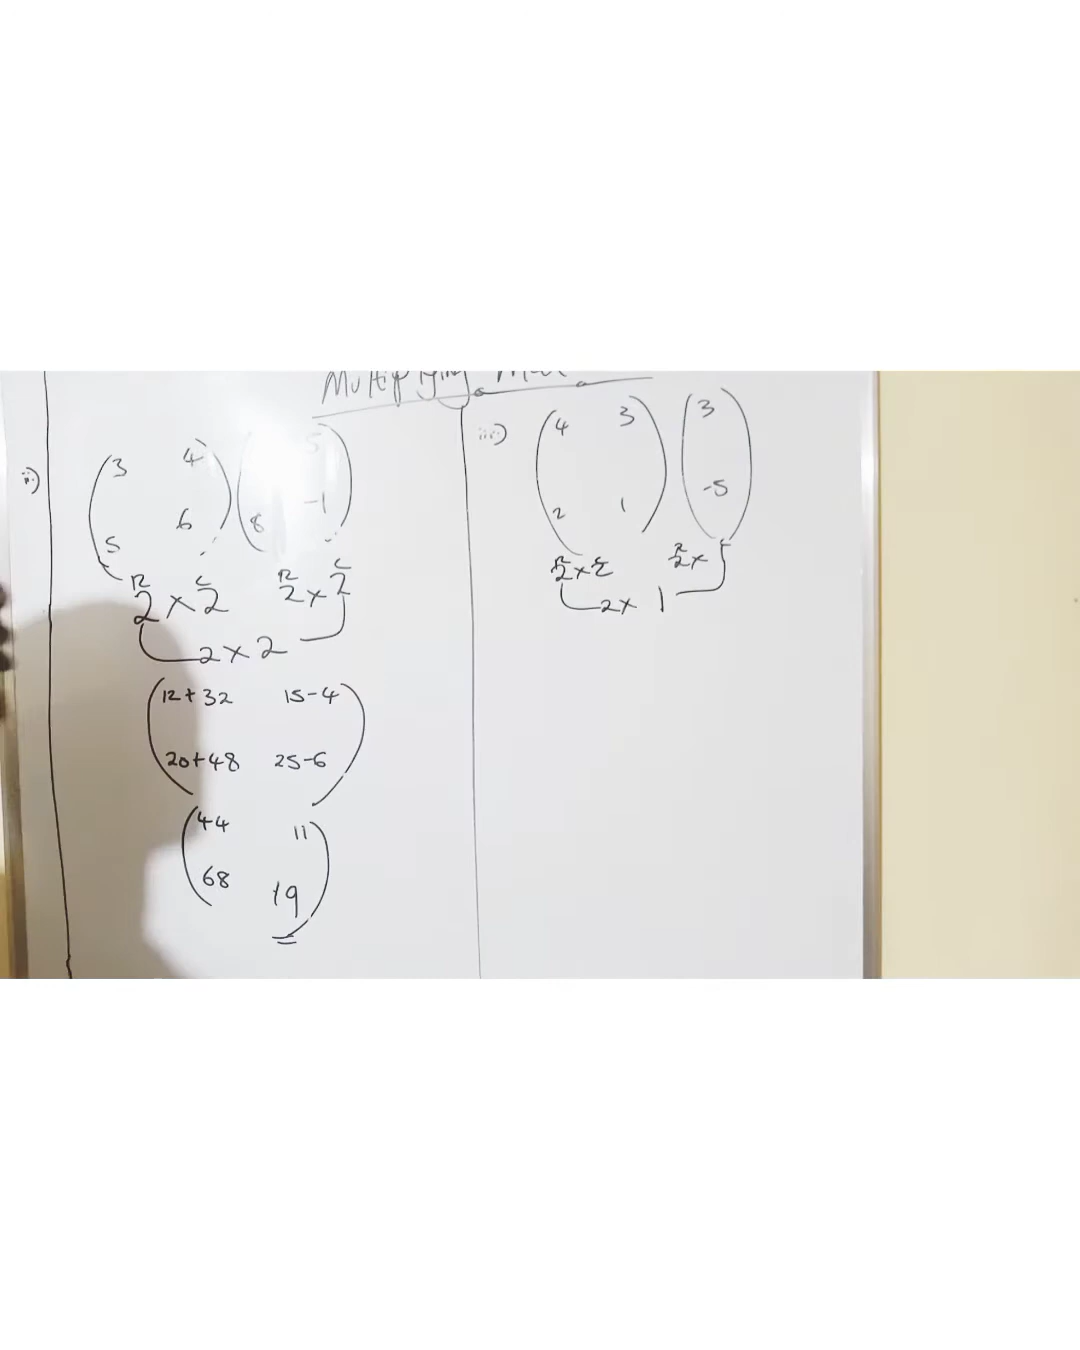 Multiplying
ii)
3 4 5
5 6 8 -1
R C R C
2 x 2 2 x 2
2 x 2
12+32 15-4
20+48 25-6
44 11
68 19
iii)
4 3 3
2 1 -5
R C R C
2 x 2 2 x
2 x 1